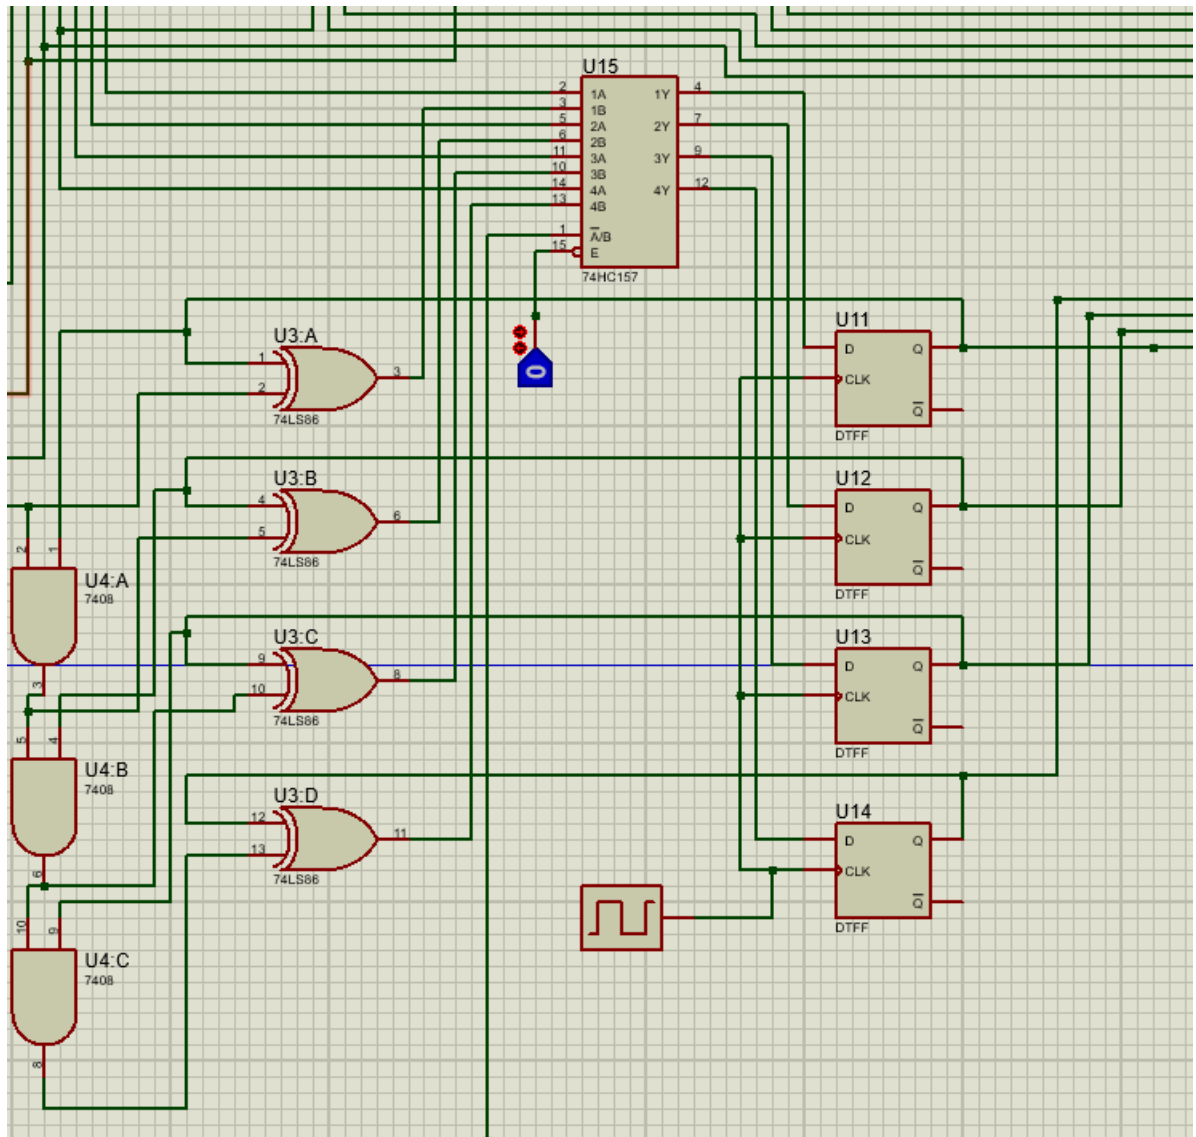 U15
2 1A 1Y 4
3 1B
5 2A 2Y 7
6 2B
11 3A 3Y 9
10 3B
14 4A 4Y 12
13 4B
1 A/B
15 E
74HC157
0
U3:A
1
2
3
74LS86
U11
D Q
CLK
Q
DTFF
U3:B
4
5
6
74LS86
U12
D Q
CLK
Q
DTFF
2 1
U4:A
7408
3
U3:C
9
10
8
74LS86
U13
D Q
CLK
Q
DTFF
5 4
U4:B
7408
6
U3:D
12
13
11
74LS86
U14
D Q
CLK
Q
DTFF
10 9
U4:C
7408
8